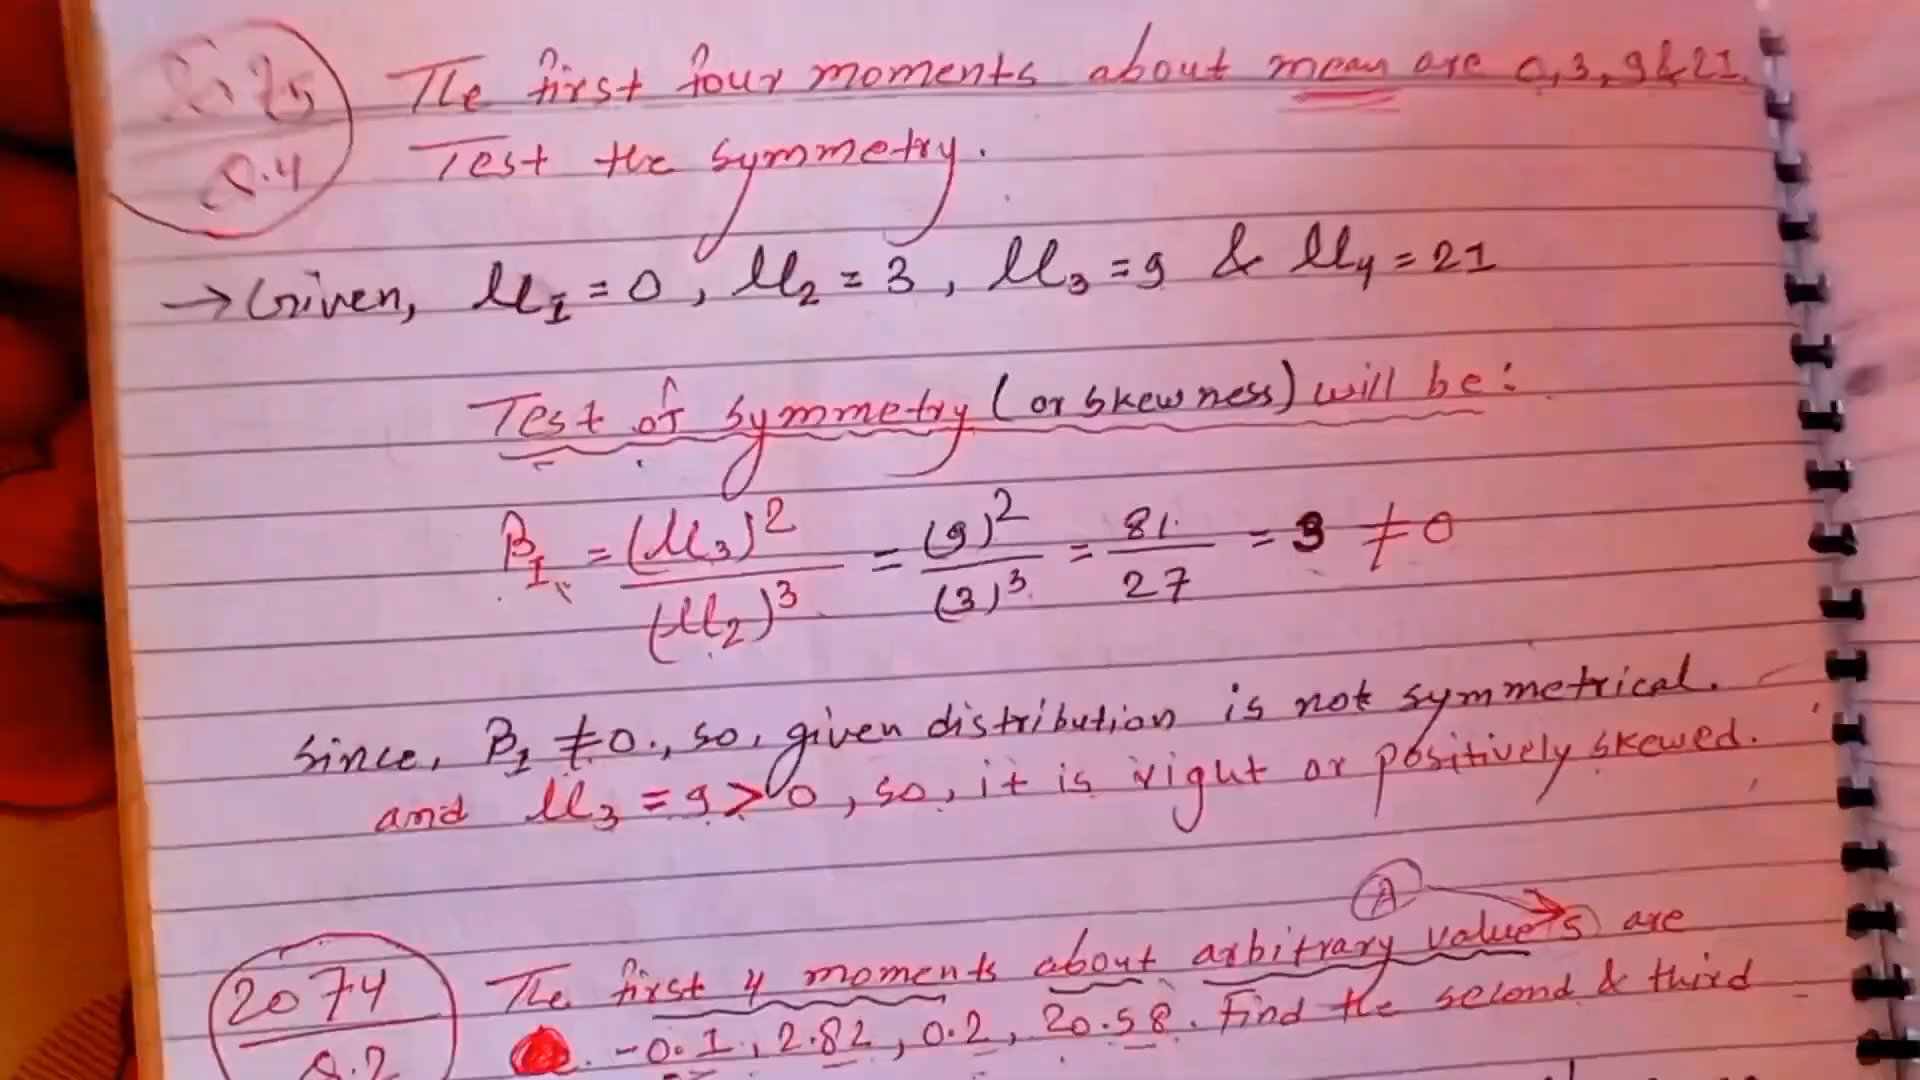 2075
Q.4
The first four moments about mean are 0, 3, 9 & 21.
Test the symmetry.
→ Given, μ₁ = 0, μ₂ = 3, μ₃ = 9 & μ₄ = 21
Test of symmetry (or skewness) will be:
β₁ = (μ₃)² / (μ₂)³ = (9)² / (3)³ = 81 / 27 = 3 ≠ 0
since, β₁ ≠ 0., so, given distribution is not symmetrical.
and μ₃ = 9 > 0, so, it is right or positively skewed.
A
2074
Q.2
The first 4 moments about arbitrary values are
-0.1, 2.82, 0.2, 20.58. Find the second & third